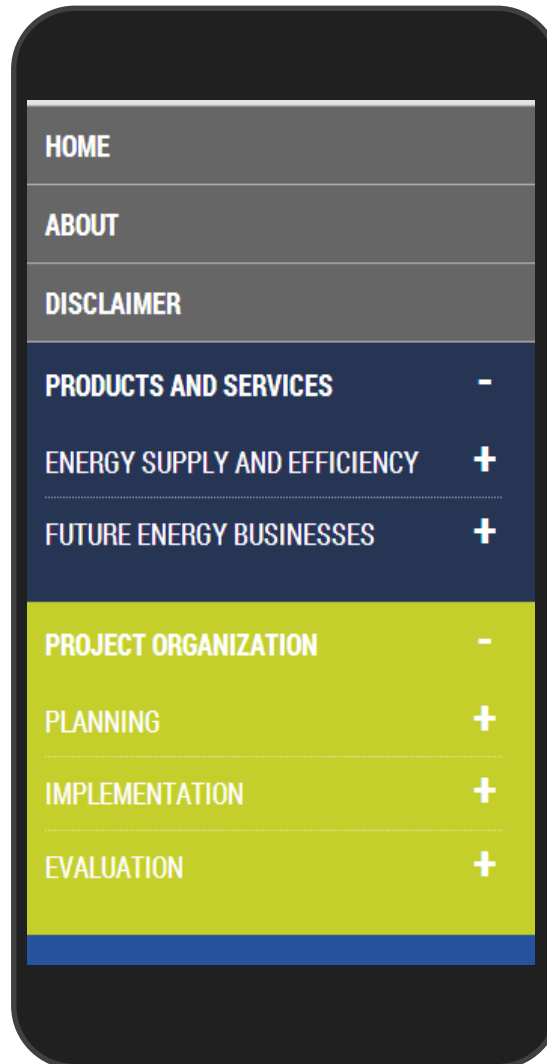 HOME
ABOUT
DISCLAIMER
PRODUCTS AND SERVICES -
ENERGY SUPPLY AND EFFICIENCY +
FUTURE ENERGY BUSINESSES +
PROJECT ORGANIZATION -
PLANNING +
IMPLEMENTATION +
EVALUATION +